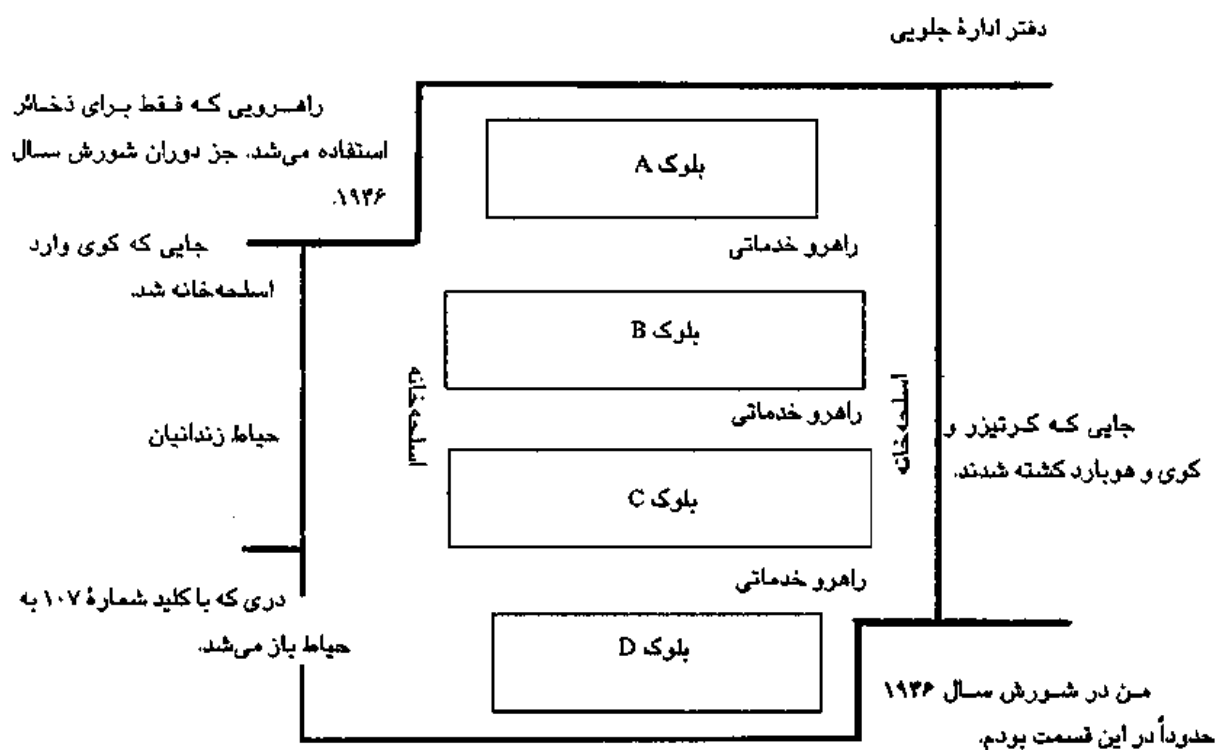 دفتر ادارهٔ جلویی
راهرویی که فقط برای ذخائر
استفاده می‌شد. جز دوران شورش سال
۱۹۴۶.
بلوک A
راهرو خدماتی
جایی که کوی وارد
اسلحه‌خانه شد.
بلوک B
اسلحه‌خانه
اسلحه‌خانه
راهرو خدماتی
حیاط زندانیان
جایی که کرتیزر و
کوی و هوبارد کشته شدند.
بلوک C
راهرو خدماتی
دری که با کلید شمارهٔ ۱۰۷ به
حیاط باز می‌شد.
بلوک D
من در شورش سال ۱۹۴۶
حدوداً در این قسمت بودم.